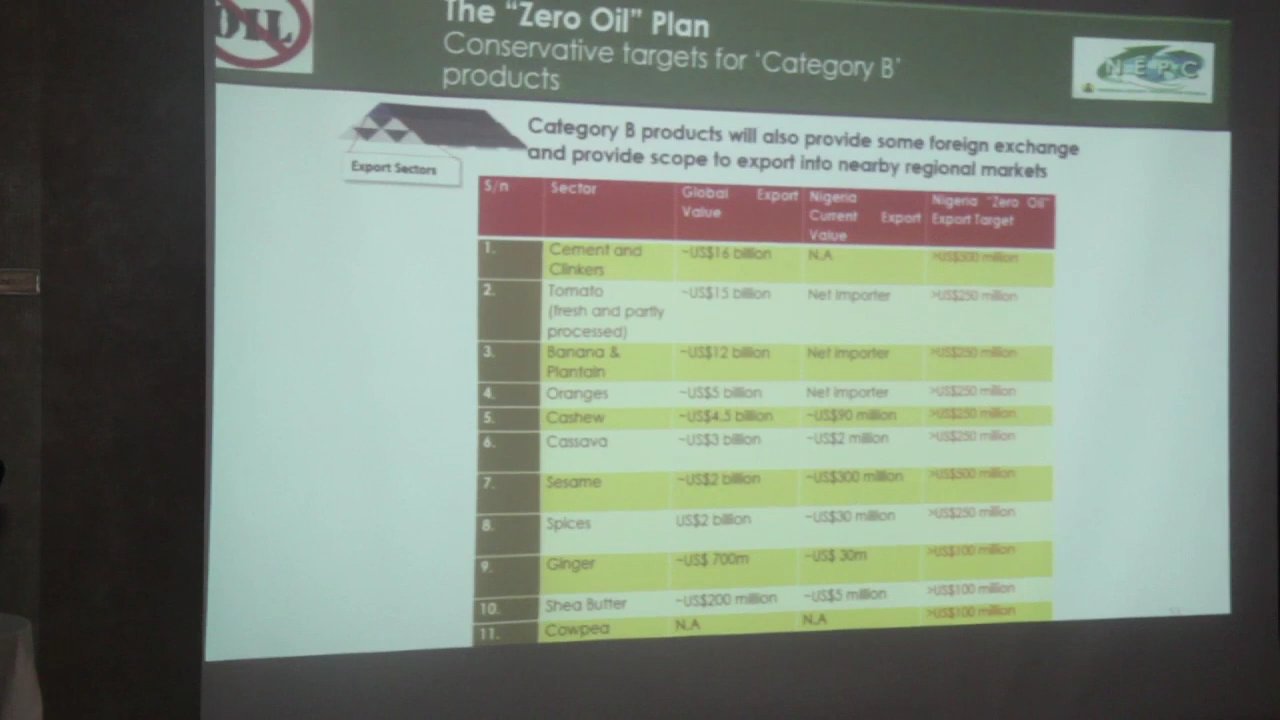 OIL
The "Zero Oil" Plan
Conservative targets for 'Category B'
products
N E P C
Export Sectors
Category B products will also provide some foreign exchange
and provide scope to export into nearby regional markets
S/n Sector Global Export Value Nigeria Current Export Value Nigeria "Zero Oil" Export Target
1. Cement and Clinkers ~US$16 billion N.A >US$500 million
2. Tomato (fresh and partly processed) ~US$15 billion Net Importer >US$250 million
3. Banana & Plantain ~US$12 billion Net Importer >US$250 million
4. Oranges ~US$5 billion Net Importer >US$250 million
5. Cashew ~US$4.5 billion ~US$90 million >US$250 million
6. Cassava ~US$3 billion ~US$2 million >US$250 million
7. Sesame ~US$2 billion ~US$300 million >US$500 million
8. Spices US$2 billion ~US$30 million >US$250 million
9. Ginger ~US$ 700m ~US$ 30m >US$100 million
10. Shea Butter ~US$200 million ~US$5 million >US$100 million
11. Cowpea N.A N.A >US$100 million